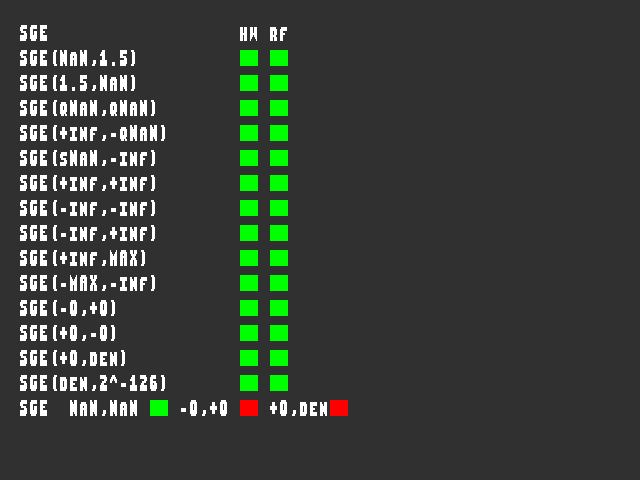 SGE HW RF
SGE(NaN,1.5)
SGE(1.5,NaN)
SGE(QNaN,QNaN)
SGE(+Inf,-QNaN)
SGE(SNaN,-Inf)
SGE(+Inf,+Inf)
SGE(-Inf,-Inf)
SGE(-Inf,+Inf)
SGE(+Inf,MAX)
SGE(-MAX,-Inf)
SGE(-0,+0)
SGE(+0,-0)
SGE(+0,Den)
SGE(Den,2^-126)
SGE NaN,NaN -0,+0 +0,Den